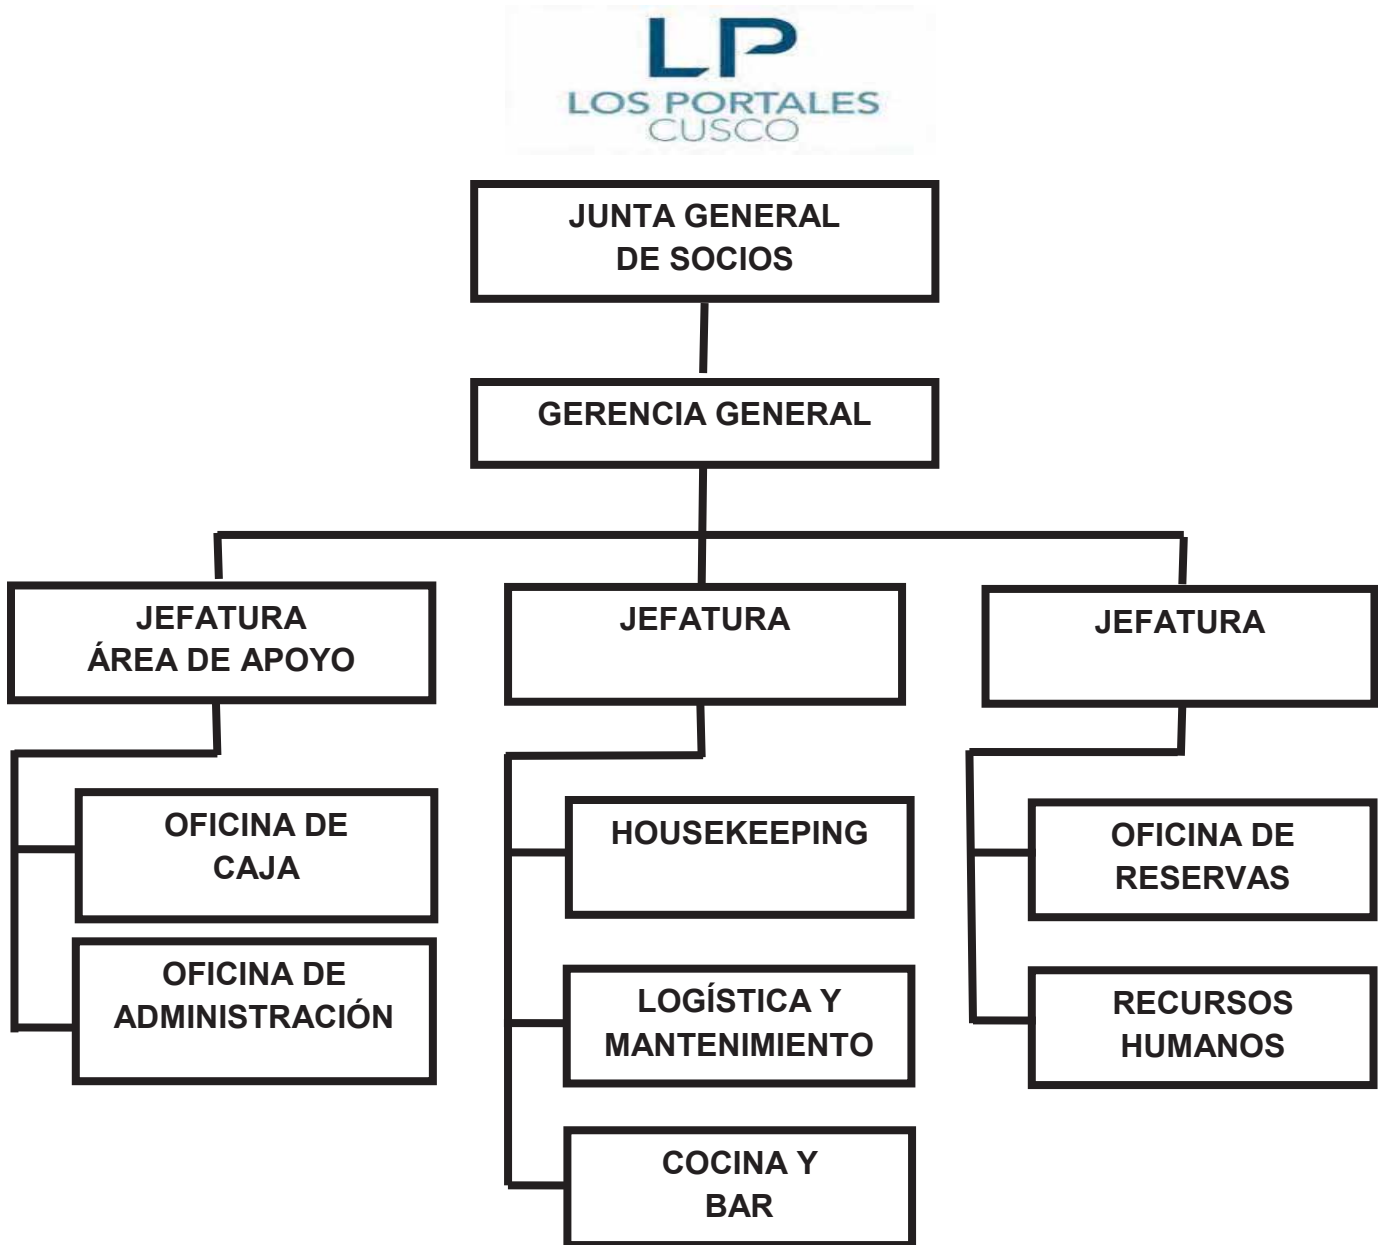 LP
LOS PORTALES
CUSCO
JUNTA GENERAL
DE SOCIOS
GERENCIA GENERAL
JEFATURA
ÁREA DE APOYO
JEFATURA
JEFATURA
OFICINA DE
CAJA
OFICINA DE
ADMINISTRACIÓN
HOUSEKEEPING
LOGÍSTICA Y
MANTENIMIENTO
COCINA Y
BAR
OFICINA DE
RESERVAS
RECURSOS
HUMANOS